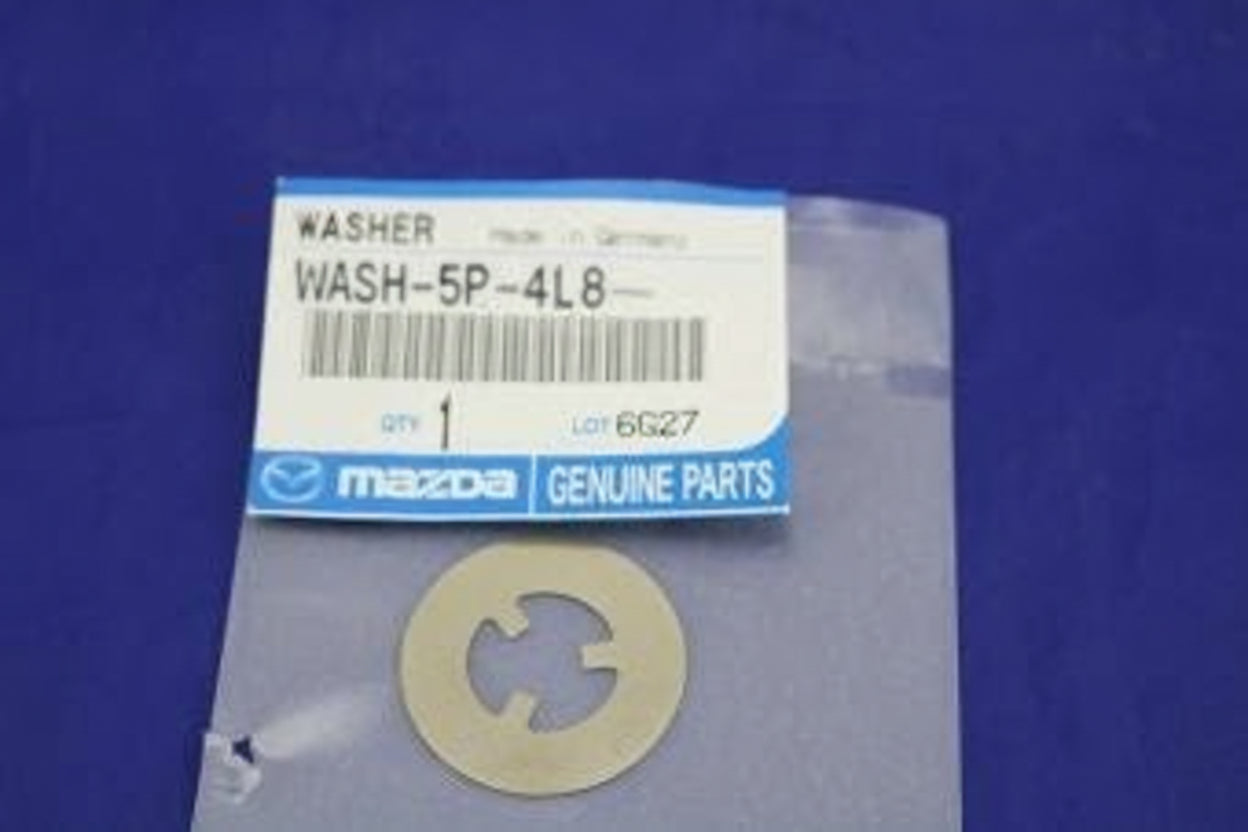 WASHER Made in Germany
WASH-5P-4L8-
QTY 1 LOT 6G27
mazda GENUINE PARTS